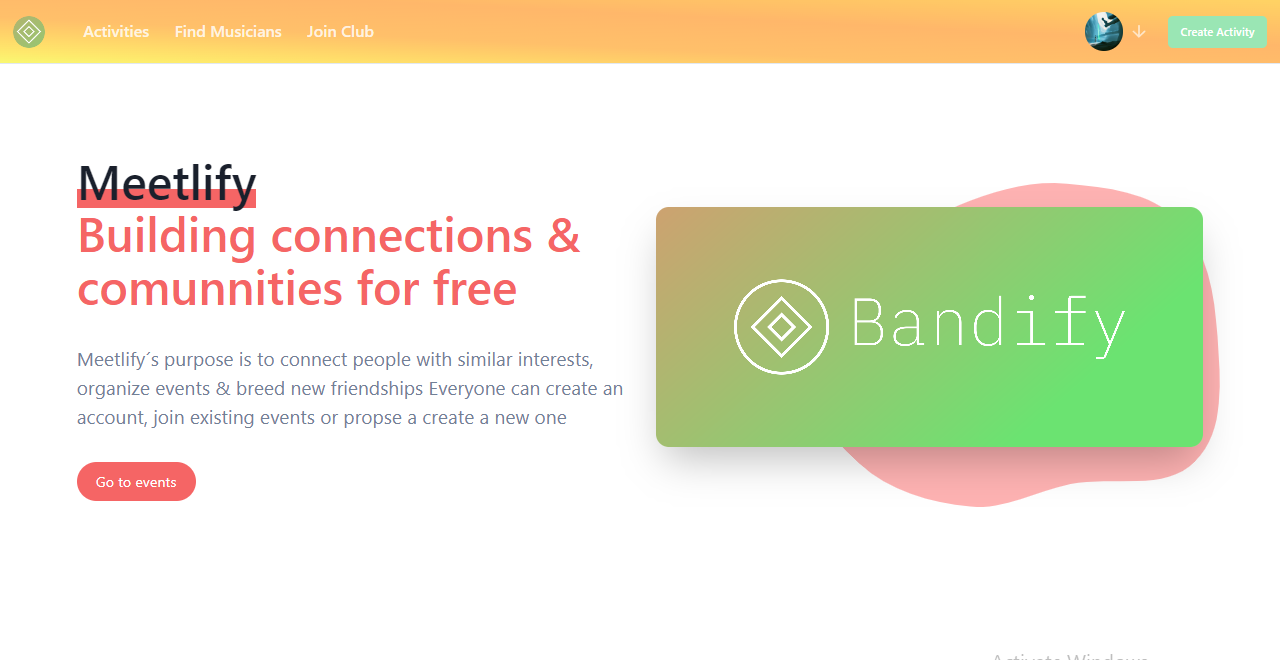 Activities Find Musicians Join Club Create Activity
Meetlify
Building connections &
comunnities for free
Meetlify´s purpose is to connect people with similar interests,
organize events & breed new friendships Everyone can create an
account, join existing events or propse a create a new one
Go to events
Bandify
Activate Windows